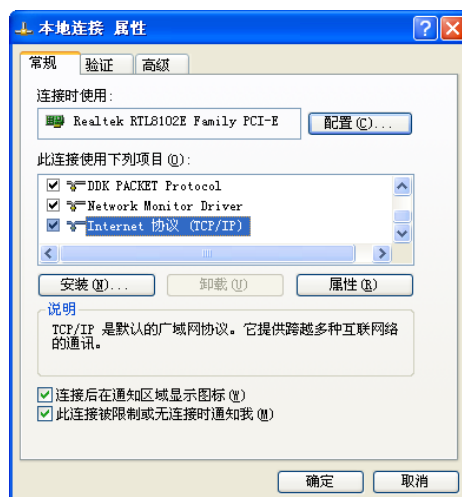 本地连接 属性
常规 验证 高级
连接时使用:
Realtek RTL8102E Family PCI-E 配置(C)...
此连接使用下列项目(O):
DDK PACKET Protocol
Network Monitor Driver
Internet 协议 (TCP/IP)
安装(N)... 卸载(U) 属性(R)
说明
TCP/IP 是默认的广域网协议。它提供跨越多种互联网络
的通讯。
连接后在通知区域显示图标(W)
此连接被限制或无连接时通知我(M)
确定 取消